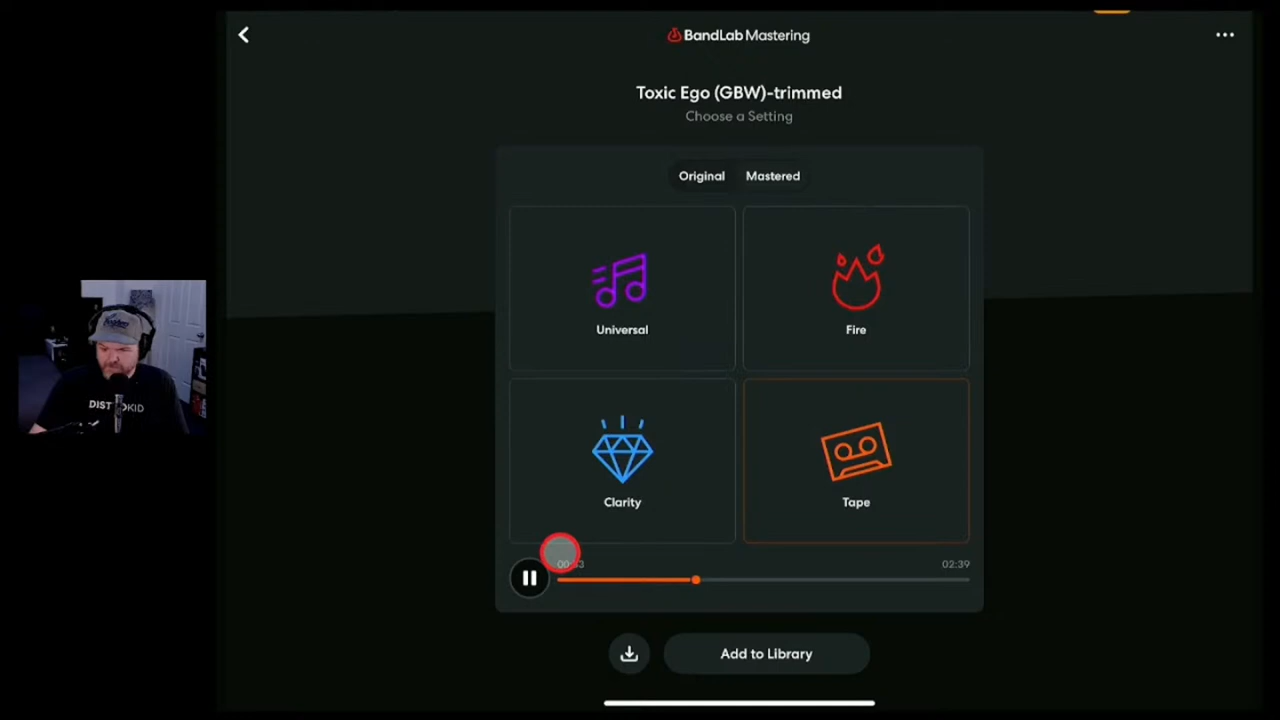 BandLab Mastering
Toxic Ego (GBW)-trimmed
Choose a Setting
Original Mastered
Universal
Fire
Clarity
Tape
02:39
Add to Library